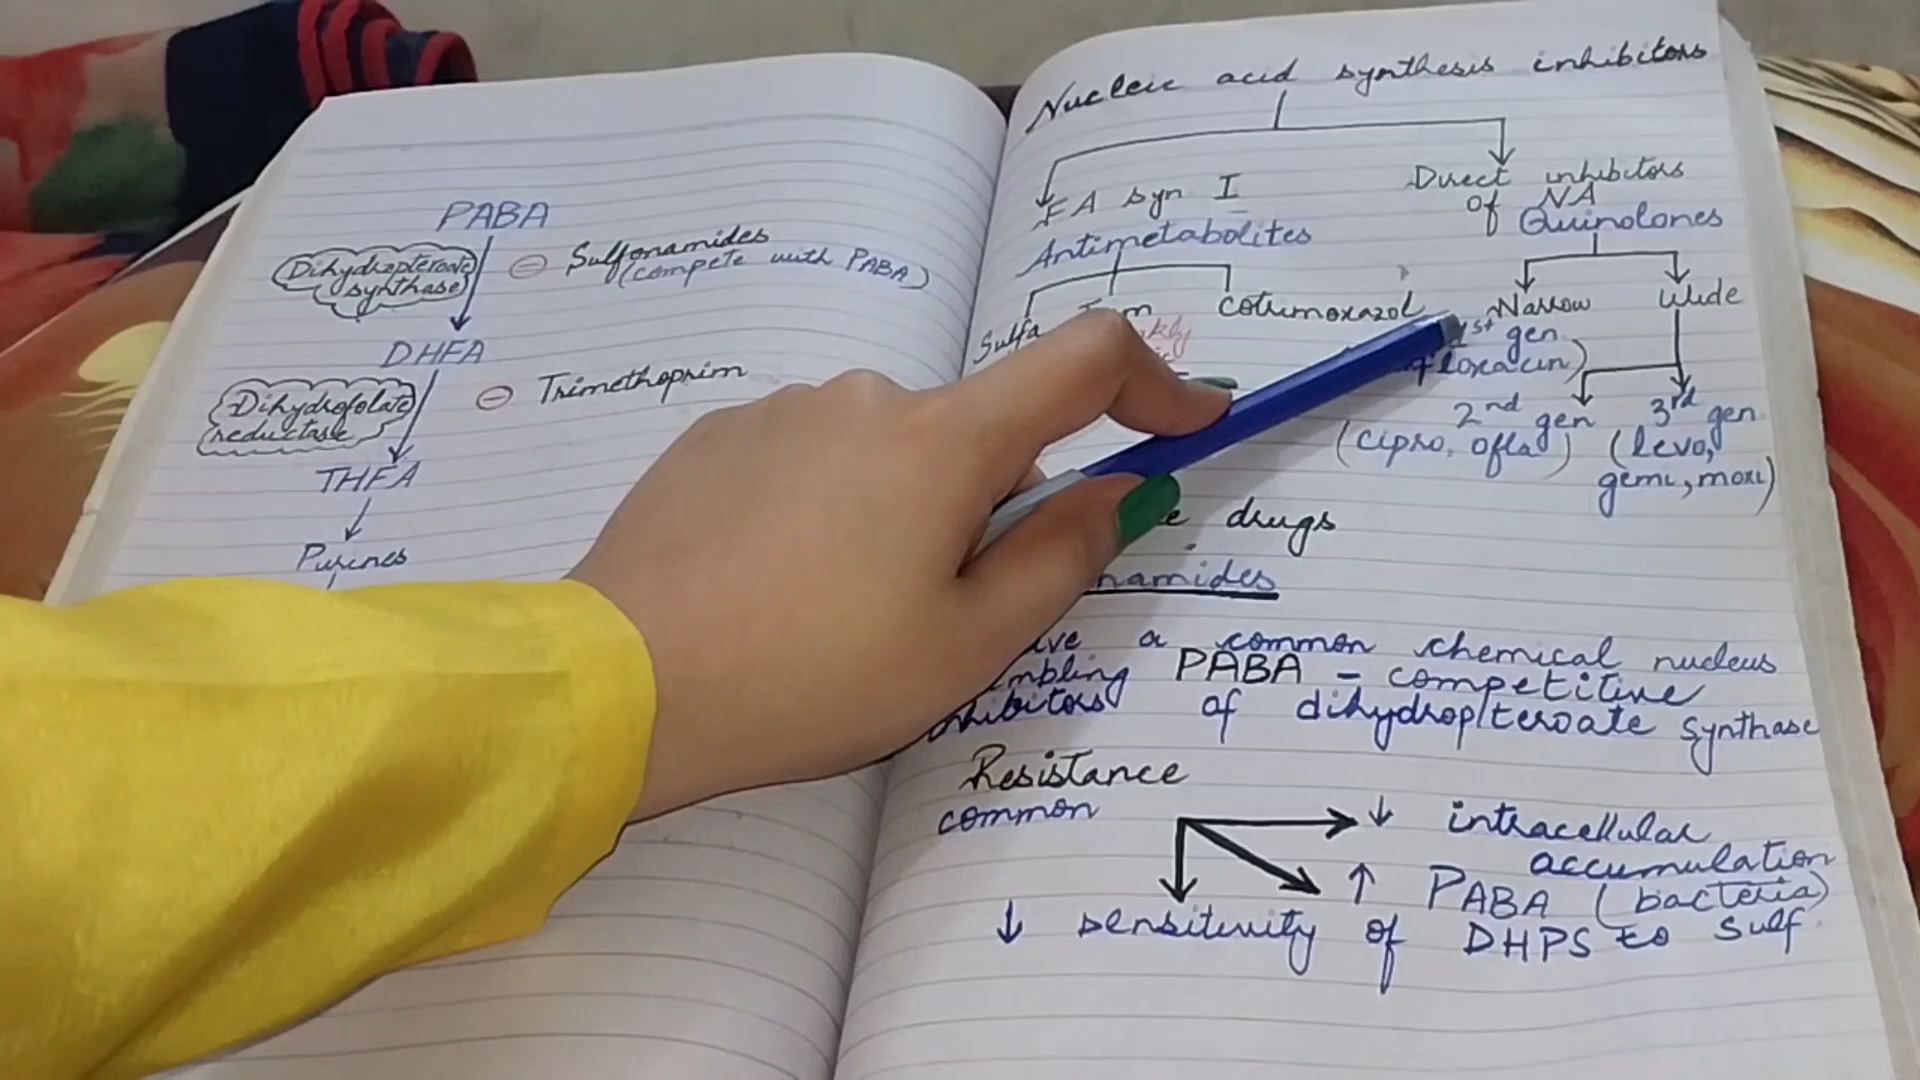 PABA
Dihydropteroate
synthase
⊖ Sulfonamides
(compete with PABA)
DHFA
Dihydrofolate
reductase
⊖ Trimethoprim
THFA
Purines
Nucleic acid synthesis inhibitors
FA syn I
Antimetabolites
Sulfa
cotrimoxazol
Direct inhibitors
of NA
Quinolones
Narrow
1st gen
Wide
2nd gen
(cipro, ofla)
3rd gen
(levo,
gemi, moxi)
drugs
a common chemical nucleus
PABA - competitive
of dihydropteroate synthase
Resistance
common
↓ intracellular
accumulation
↑ PABA (bacteria)
↓ sensitivity of DHPS to sulf